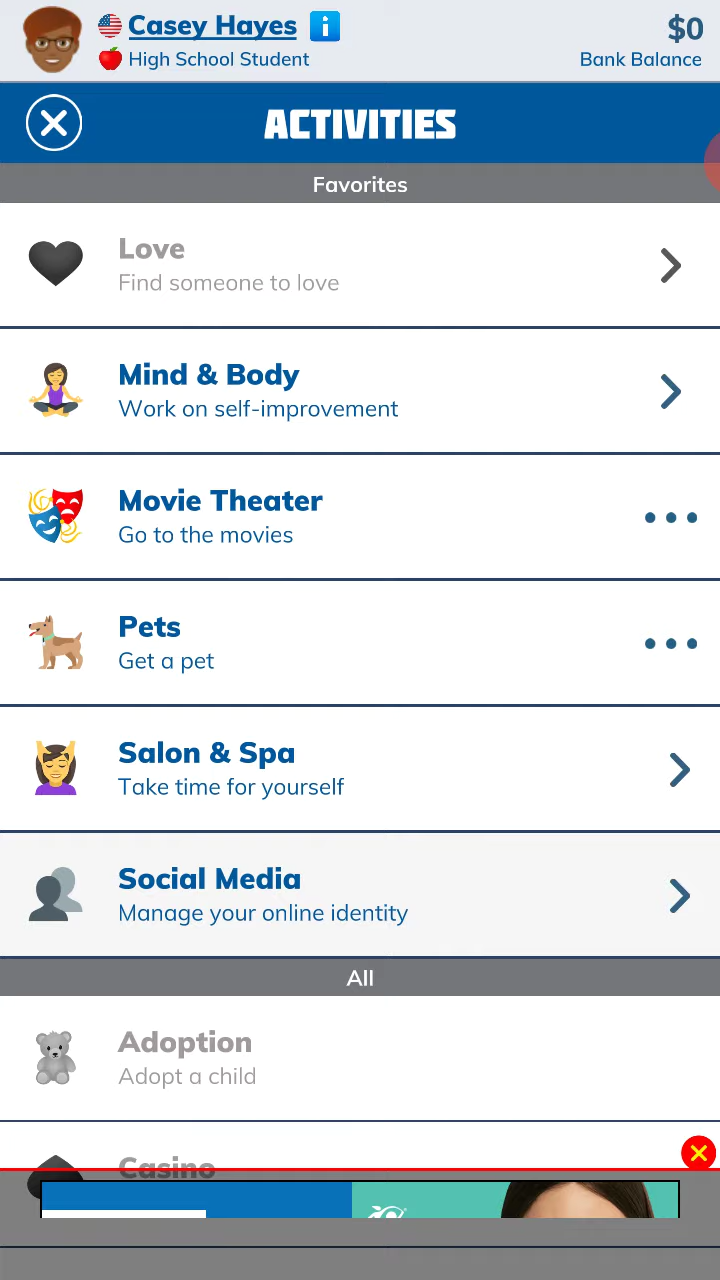 Casey Hayes
$0
High School Student
Bank Balance
ACTIVITIES
Favorites
Love
Find someone to love
Mind & Body
Work on self-improvement
Movie Theater
Go to the movies
Pets
Get a pet
Salon & Spa
Take time for yourself
Social Media
Manage your online identity
All
Adoption
Adopt a child
Casino